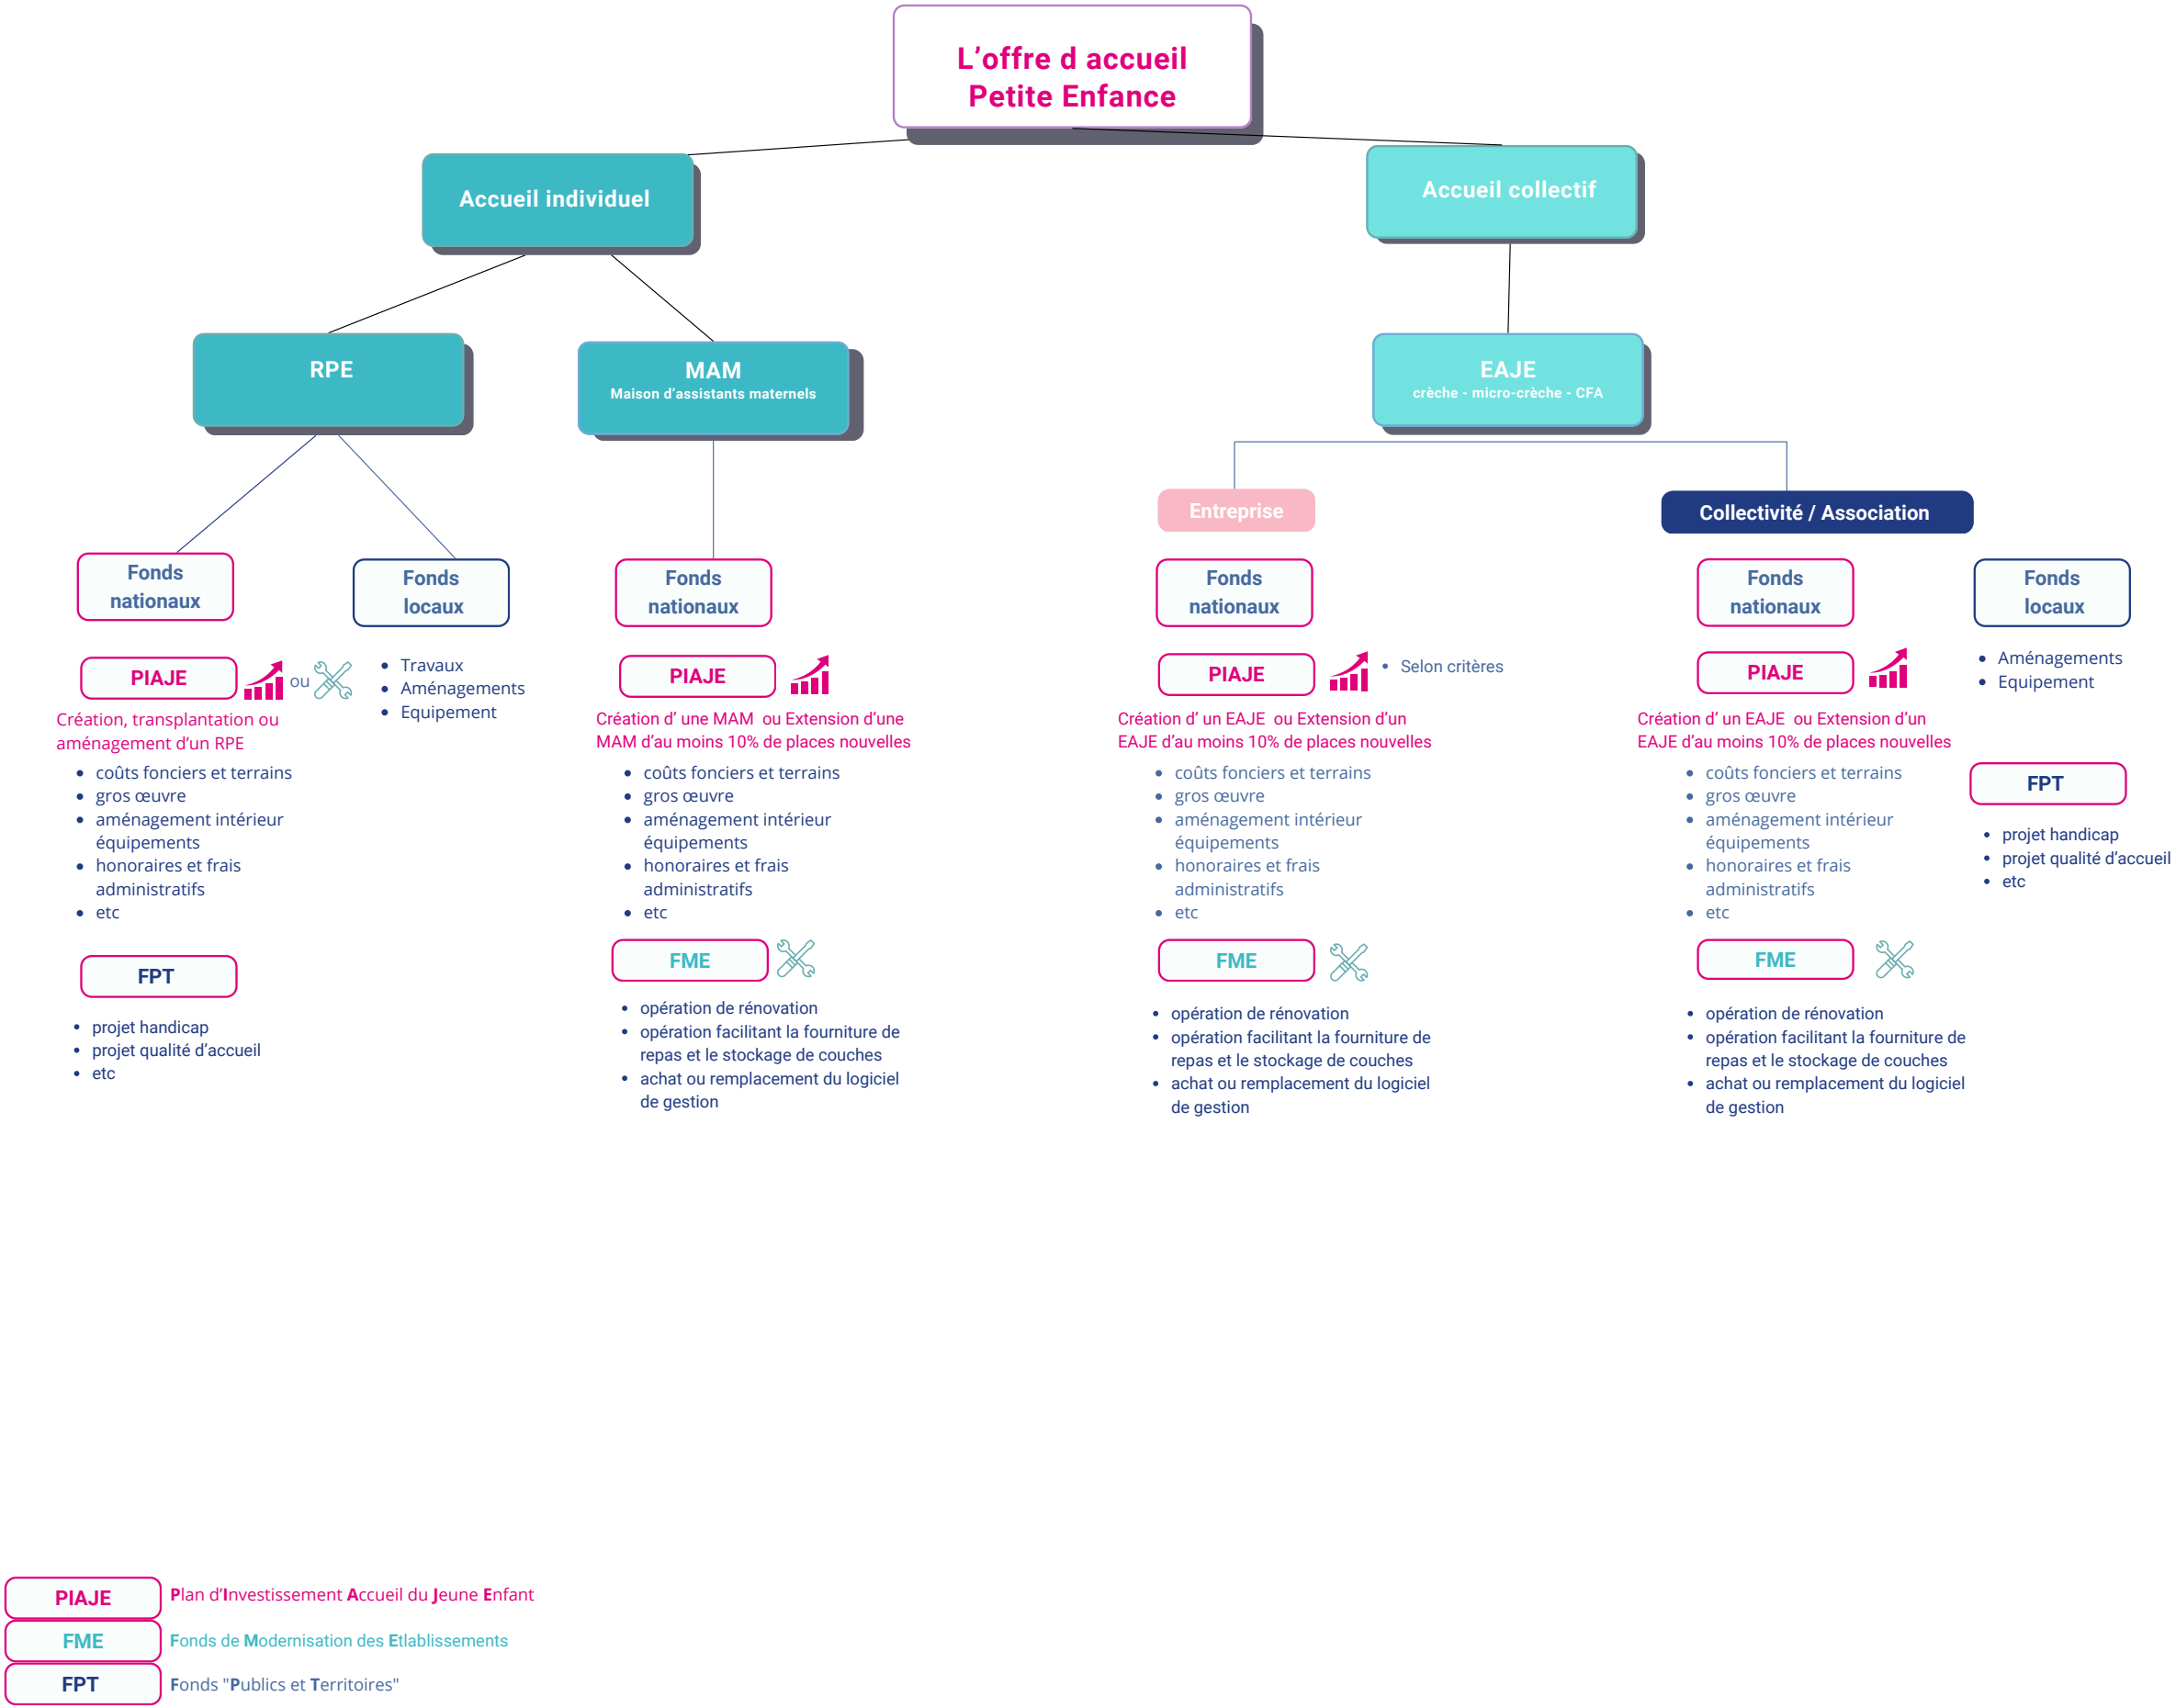 L’offre d accueil
Petite Enfance
Accueil individuel
Accueil collectif
RPE
MAM
Maison d’assistants maternels
EAJE
crèche - micro-crèche - CFA
Entreprise
Collectivité / Association
Fonds
nationaux
Fonds
locaux
PIAJE
ou
Création, transplantation ou
aménagement d’un RPE
• coûts fonciers et terrains
• gros œuvre
• aménagement intérieur
équipements
• honoraires et frais
administratifs
• etc
• Travaux
• Aménagements
• Equipement
FPT
• projet handicap
• projet qualité d’accueil
• etc
Fonds
nationaux
PIAJE
Création d’ une MAM ou Extension d’une
MAM d’au moins 10% de places nouvelles
• coûts fonciers et terrains
• gros œuvre
• aménagement intérieur
équipements
• honoraires et frais
administratifs
• etc
FME
• opération de rénovation
• opération facilitant la fourniture de
repas et le stockage de couches
• achat ou remplacement du logiciel
de gestion
Fonds
nationaux
PIAJE
• Selon critères
Création d’ un EAJE ou Extension d’un
EAJE d’au moins 10% de places nouvelles
• coûts fonciers et terrains
• gros œuvre
• aménagement intérieur
équipements
• honoraires et frais
administratifs
• etc
FME
• opération de rénovation
• opération facilitant la fourniture de
repas et le stockage de couches
• achat ou remplacement du logiciel
de gestion
Fonds
nationaux
PIAJE
Création d’ un EAJE ou Extension d’un
EAJE d’au moins 10% de places nouvelles
• coûts fonciers et terrains
• gros œuvre
• aménagement intérieur
équipements
• honoraires et frais
administratifs
• etc
FME
• opération de rénovation
• opération facilitant la fourniture de
repas et le stockage de couches
• achat ou remplacement du logiciel
de gestion
Fonds
locaux
• Aménagements
• Equipement
FPT
• projet handicap
• projet qualité d’accueil
• etc
PIAJE
Plan d’Investissement Accueil du Jeune Enfant
FME
Fonds de Modernisation des Etlablissements
FPT
Fonds "Publics et Territoires"